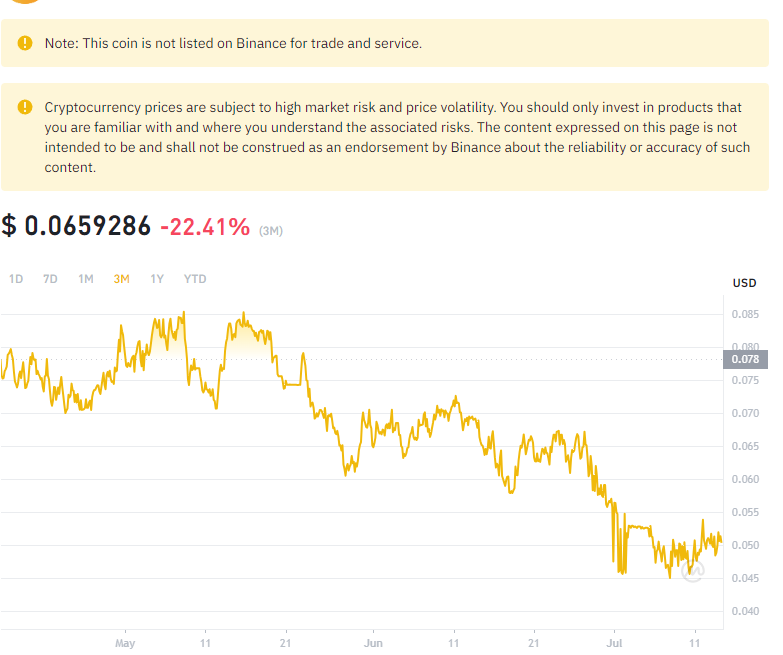 Note: This coin is not listed on Binance for trade and service.
Cryptocurrency prices are subject to high market risk and price volatility. You should only invest in products that
you are familiar with and where you understand the associated risks. The content expressed on this page is not
intended to be and shall not be construed as an endorsement by Binance about the reliability or accuracy of such
content.
$ 0.0659286 -22.41% (3M)
1D 7D 1M 3M 1Y YTD
USD
0.085
0.080
0.078
0.075
0.070
0.065
0.060
0.055
0.050
0.045
0.040
May 11 21 Jun 11 21 Jul 11